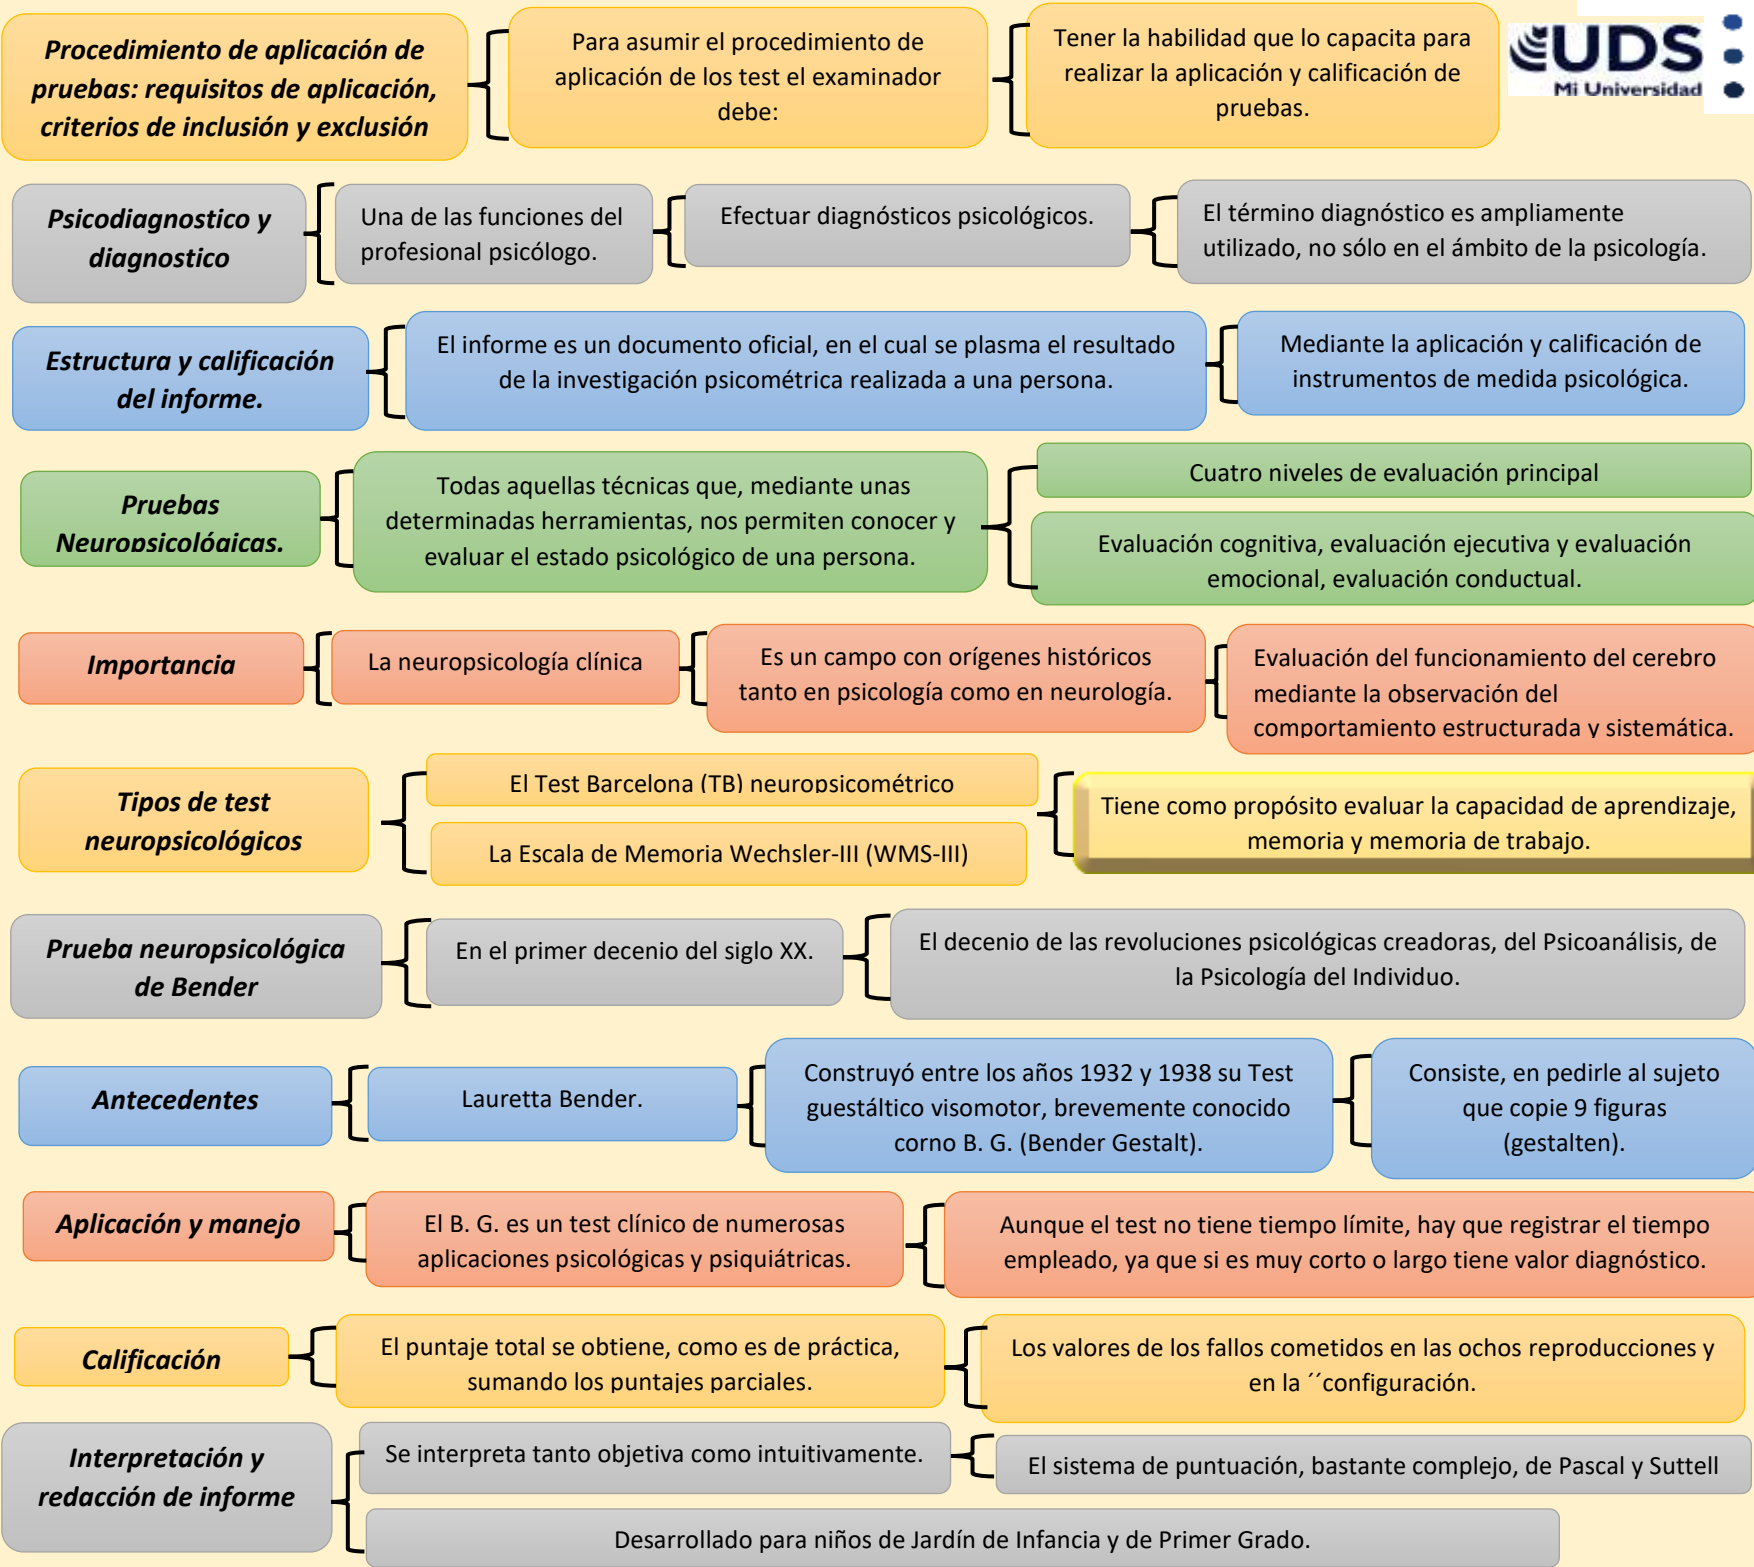 Procedimiento de aplicación de
pruebas: requisitos de aplicación,
criterios de inclusión y exclusión
Para asumir el procedimiento de
aplicación de los test el examinador
debe:
Tener la habilidad que lo capacita para
realizar la aplicación y calificación de
pruebas.
UDS
Mi Universidad
Psicodiagnostico y
diagnostico
Una de las funciones del
profesional psicólogo.
Efectuar diagnósticos psicológicos.
El término diagnóstico es ampliamente
utilizado, no sólo en el ámbito de la psicología.
Estructura y calificación
del informe.
El informe es un documento oficial, en el cual se plasma el resultado
de la investigación psicométrica realizada a una persona.
Mediante la aplicación y calificación de
instrumentos de medida psicológica.
Pruebas
Neuropsicológicas.
Todas aquellas técnicas que, mediante unas
determinadas herramientas, nos permiten conocer y
evaluar el estado psicológico de una persona.
Cuatro niveles de evaluación principal
Evaluación cognitiva, evaluación ejecutiva y evaluación
emocional, evaluación conductual.
Importancia
La neuropsicología clínica
Es un campo con orígenes históricos
tanto en psicología como en neurología.
Evaluación del funcionamiento del cerebro
mediante la observación del
comportamiento estructurada y sistemática.
Tipos de test
neuropsicológicos
El Test Barcelona (TB) neuropsicométrico
La Escala de Memoria Wechsler-III (WMS-III)
Tiene como propósito evaluar la capacidad de aprendizaje,
memoria y memoria de trabajo.
Prueba neuropsicológica
de Bender
En el primer decenio del siglo XX.
El decenio de las revoluciones psicológicas creadoras, del Psicoanálisis, de
la Psicología del Individuo.
Antecedentes
Lauretta Bender.
Construyó entre los años 1932 y 1938 su Test
guestáltico visomotor, brevemente conocido
corno B. G. (Bender Gestalt).
Consiste, en pedirle al sujeto
que copie 9 figuras
(gestalten).
Aplicación y manejo
El B. G. es un test clínico de numerosas
aplicaciones psicológicas y psiquiátricas.
Aunque el test no tiene tiempo límite, hay que registrar el tiempo
empleado, ya que si es muy corto o largo tiene valor diagnóstico.
Calificación
El puntaje total se obtiene, como es de práctica,
sumando los puntajes parciales.
Los valores de los fallos cometidos en las ochos reproducciones y
en la ´´configuración.
Interpretación y
redacción de informe
Se interpreta tanto objetiva como intuitivamente.
El sistema de puntuación, bastante complejo, de Pascal y Suttell
Desarrollado para niños de Jardín de Infancia y de Primer Grado.